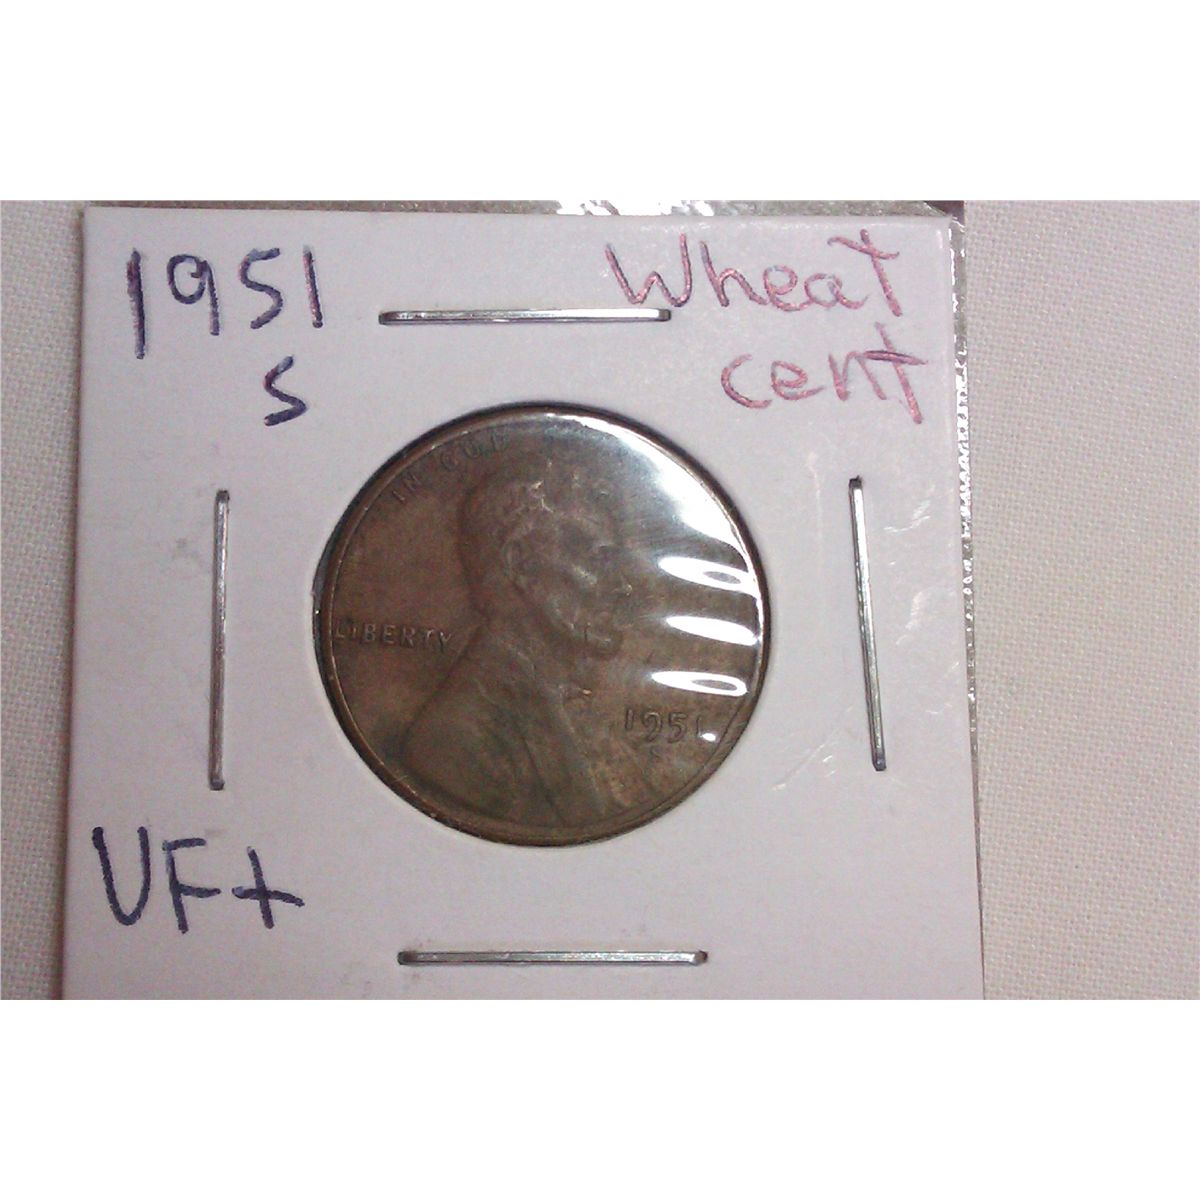 1951
S
Wheat
cent
IN GOD
LIBERTY
1951
S
VF+